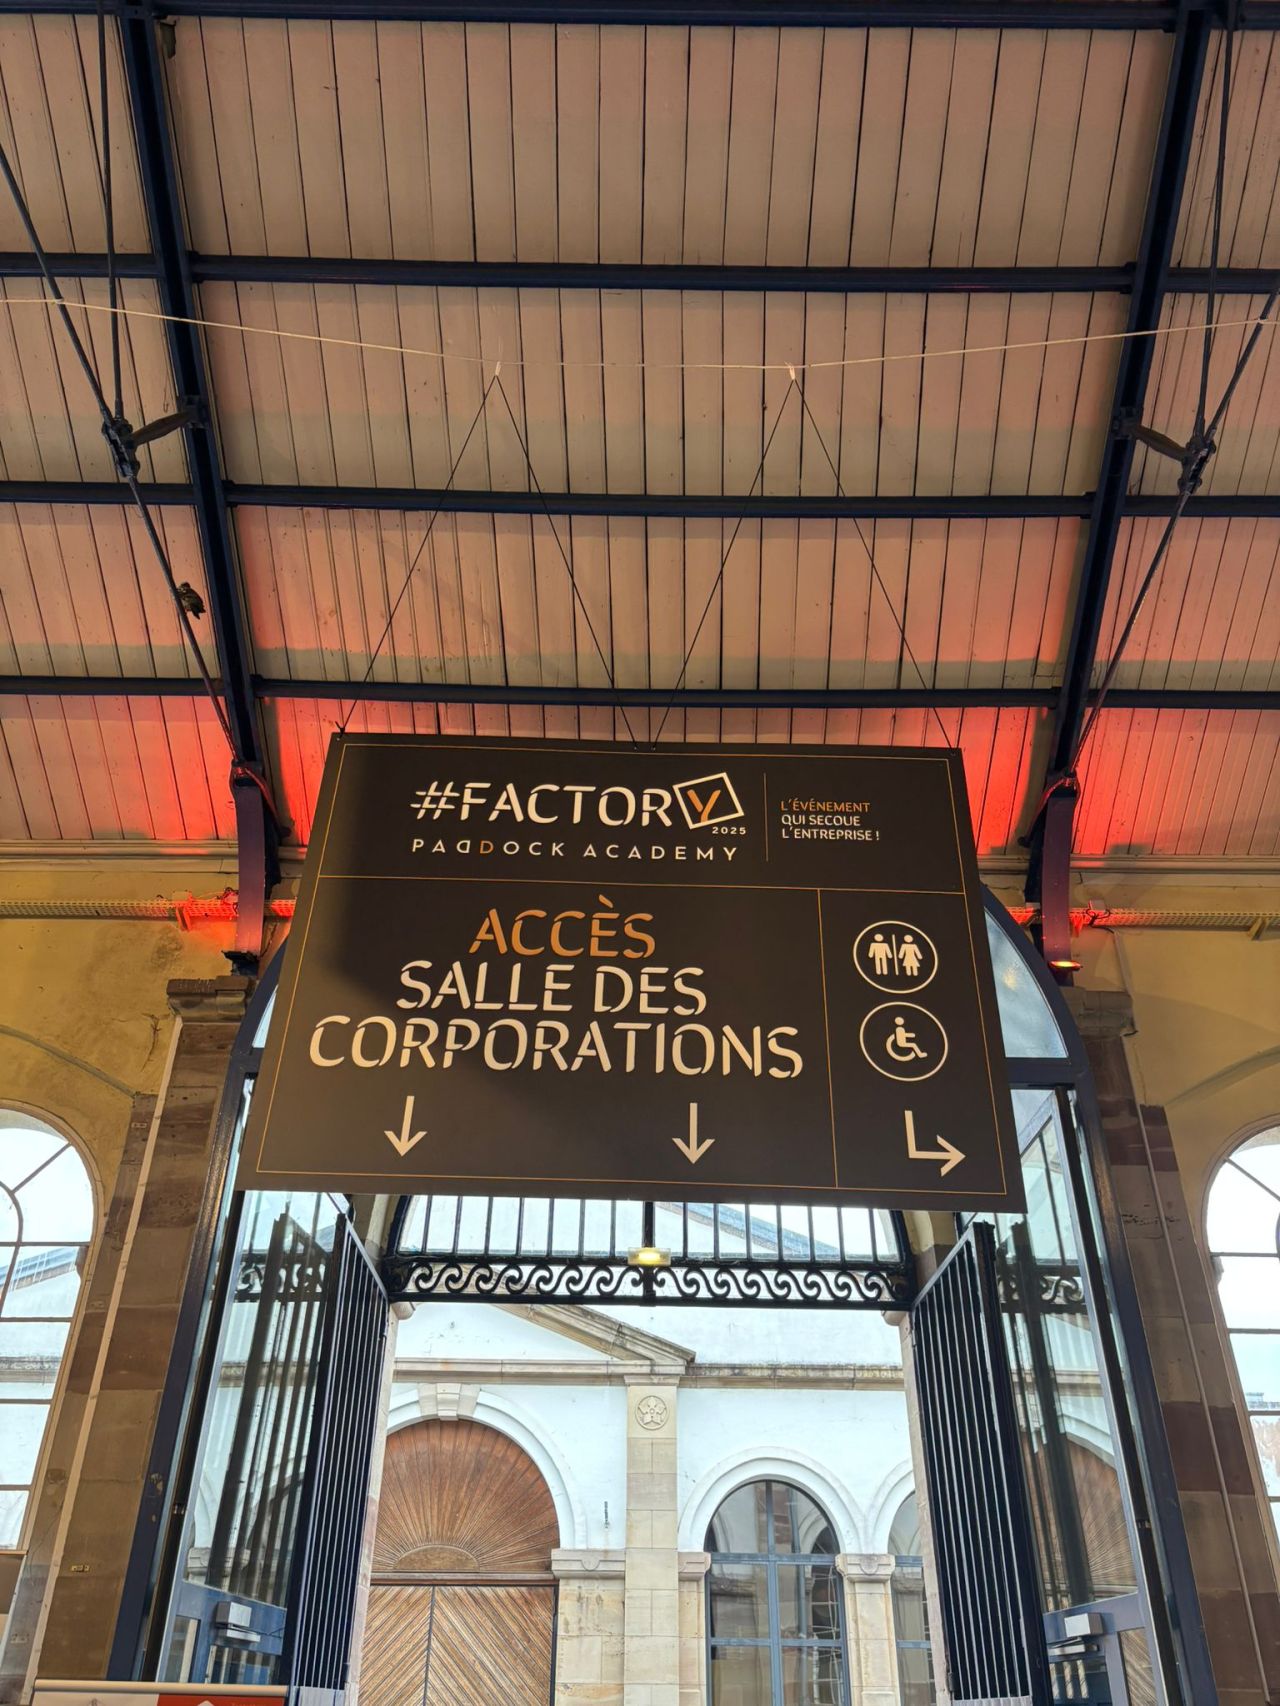 #FACTORY
2025
PADDOCK ACADEMY
L'ÉVÉNEMENT
QUI SECOUE
L'ENTREPRISE !
ACCÈS
SALLE DES
CORPORATIONS